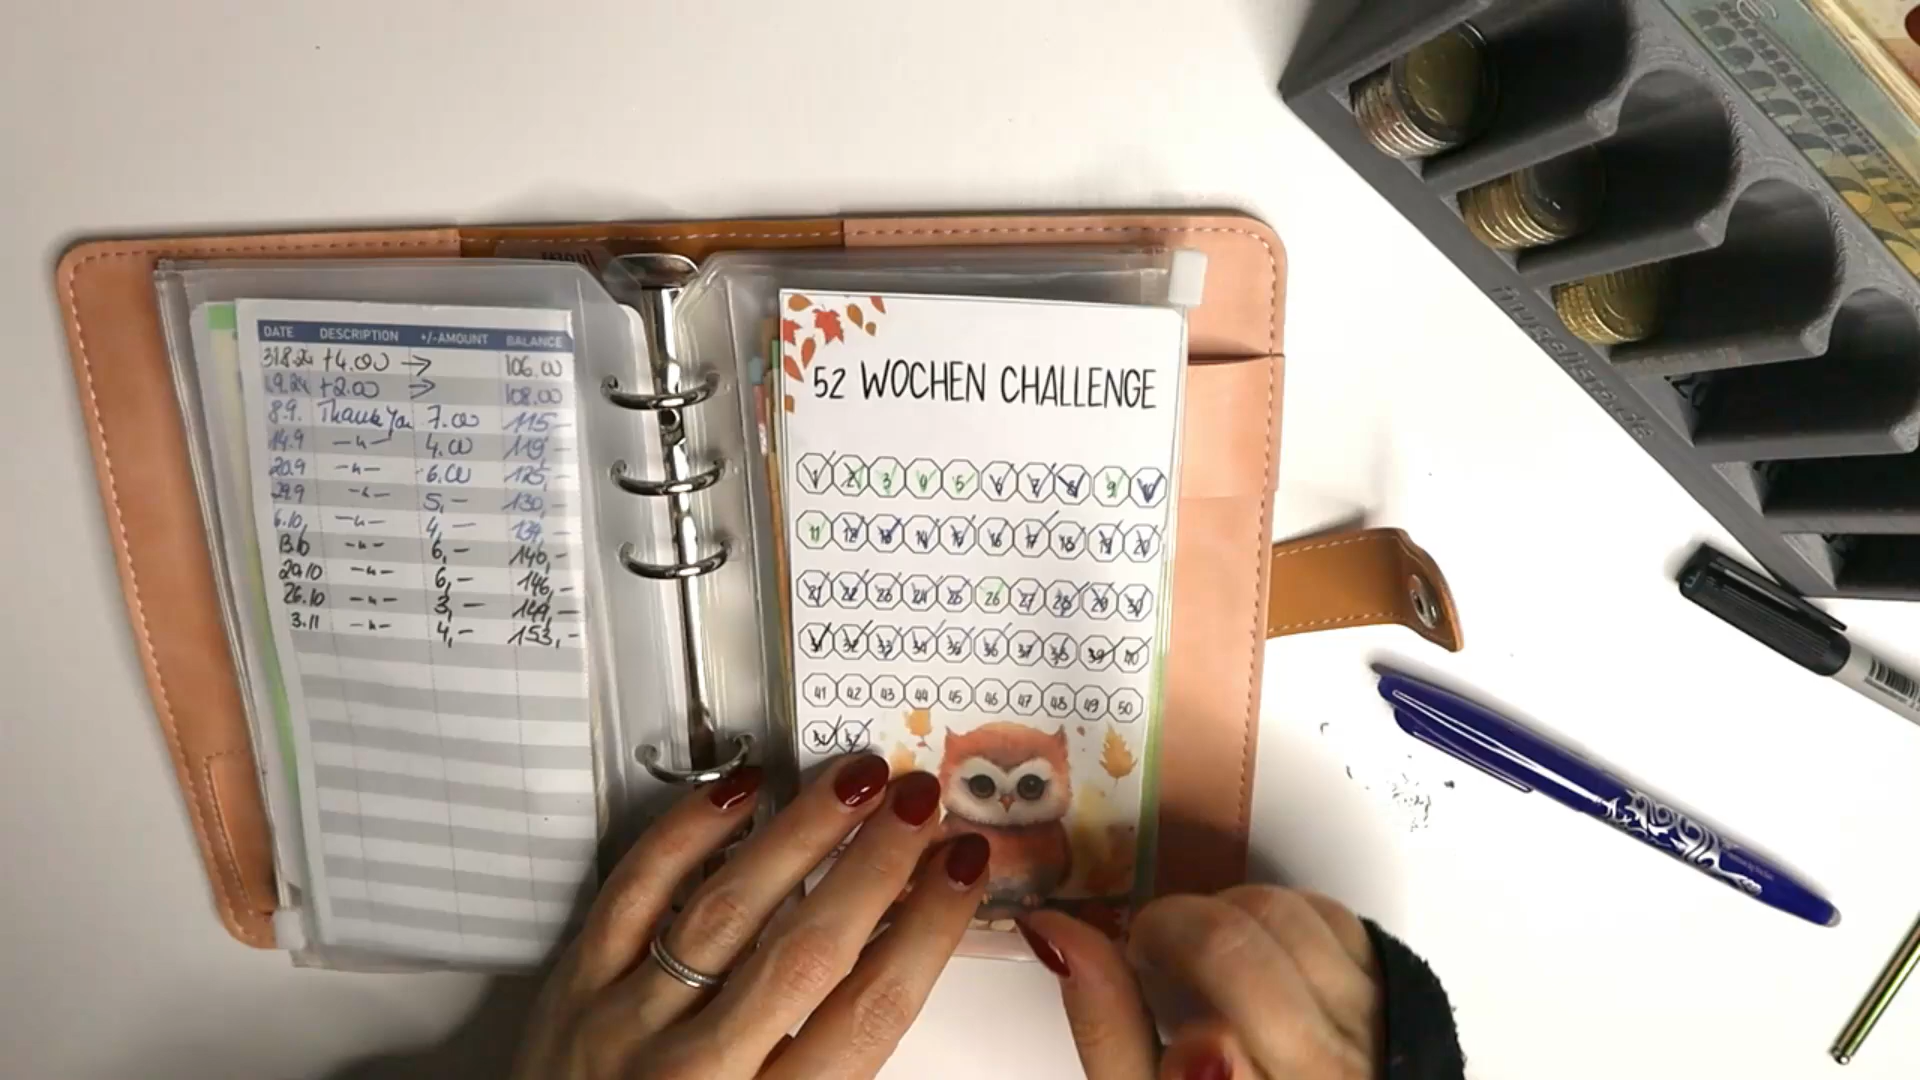 DATE DESCRIPTION +/-AMOUNT BALANCE
31.8.24 +4.00 → 106.00
1.9.24 +2.00 → 108.00
8.9. Thank You 7.00 115,-
14.9 -"- 4.00 119,-
20.9 -"- 6.00 125,-
29.9 -"- 5,- 130,-
6.10, -"- 4,- 134,-
13.10 -"- 6,- 140,-
20.10 -"- 6,- 146,-
26.10 -"- 3,- 149,-
3.11 -"- 4,- 153,-
52 WOCHEN CHALLENGE
1 2 3 4 5 6 7 8 9 10
11 12 13 14 15 16 17 18 19 20
21 22 23 24 25 26 27 28 29 30
31 32 33 34 35 36 37 38 39 40
41 42 43 44 45 46 47 48 49 50
51 52